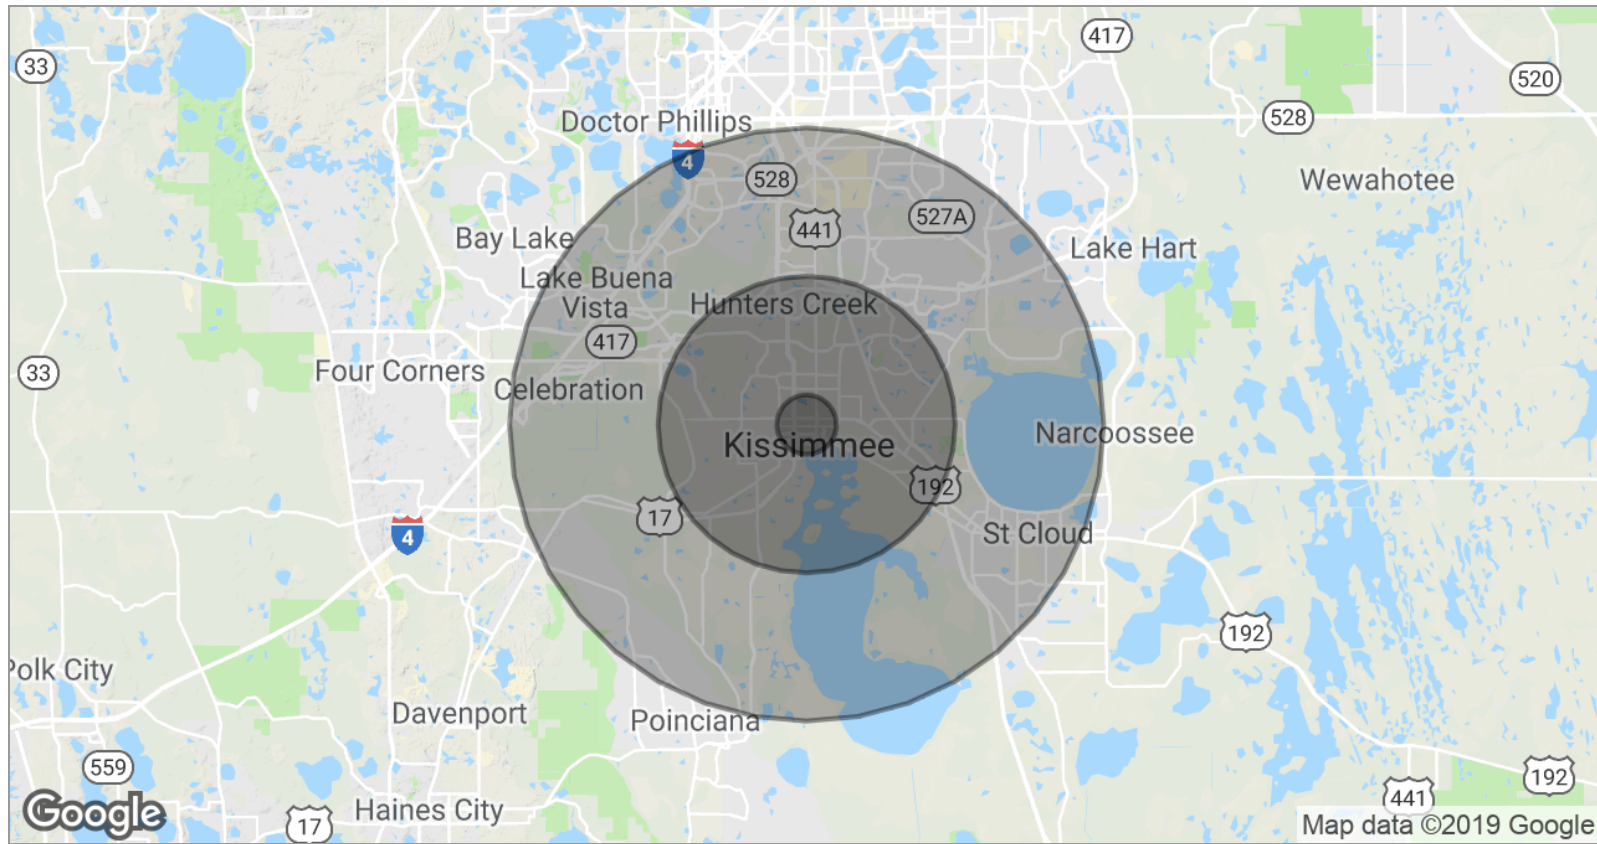 417
33
520
528
Doctor Phillips
4
528
Wewahotee
527A
441
Bay Lake
Lake Hart
Lake Buena
Vista
Hunters Creek
417
33
Four Corners
Celebration
Narcoossee
Kissimmee
192
17
St Cloud
4
192
Polk City
Davenport
Poinciana
559
192
441
Haines City
Google
17
Map data ©2019 Google